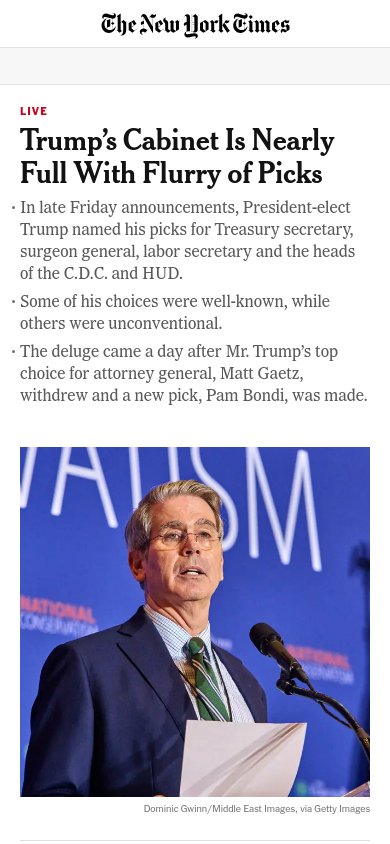 The New York Times
LIVE
Trump's Cabinet Is Nearly
Full With Flurry of Picks
• In late Friday announcements, President-elect
Trump named his picks for Treasury secretary,
surgeon general, labor secretary and the heads
of the C.D.C. and HUD.
• Some of his choices were well-known, while
others were unconventional.
• The deluge came a day after Mr. Trump's top
choice for attorney general, Matt Gaetz,
withdrew and a new pick, Pam Bondi, was made.
VATISM
NATIONAL
CONSERVATISM
Dominic Gwinn/Middle East Images, via Getty Images